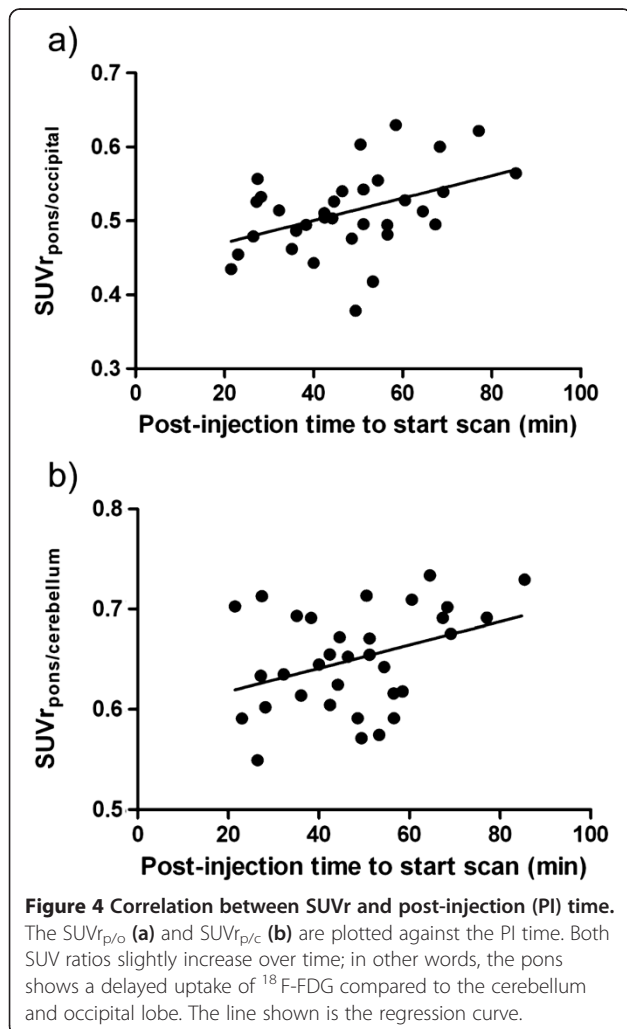 a)
0.7
0.6
0.5
0.4
0.3
SUVr pons/occipital
0 20 40 60 80 100
Post-injection time to start scan (min)
b)
0.8
0.7
0.6
0.5
SUVr pons/cerebellum
0 20 40 60 80 100
Post-injection time to start scan (min)
Figure 4 Correlation between SUVr and post-injection (PI) time.
The SUVrp/o (a) and SUVrp/c (b) are plotted against the PI time. Both
SUV ratios slightly increase over time; in other words, the pons
shows a delayed uptake of 18 F-FDG compared to the cerebellum
and occipital lobe. The line shown is the regression curve.